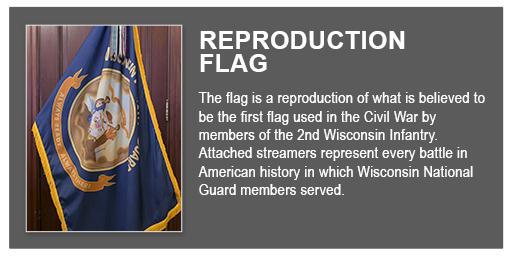 REPRODUCTION
FLAG
The flag is a reproduction of what is believed to
be the first flag used in the Civil War by
members of the 2nd Wisconsin Infantry.
Attached streamers represent every battle in
American history in which Wisconsin National
Guard members served.
ALWAYS READY